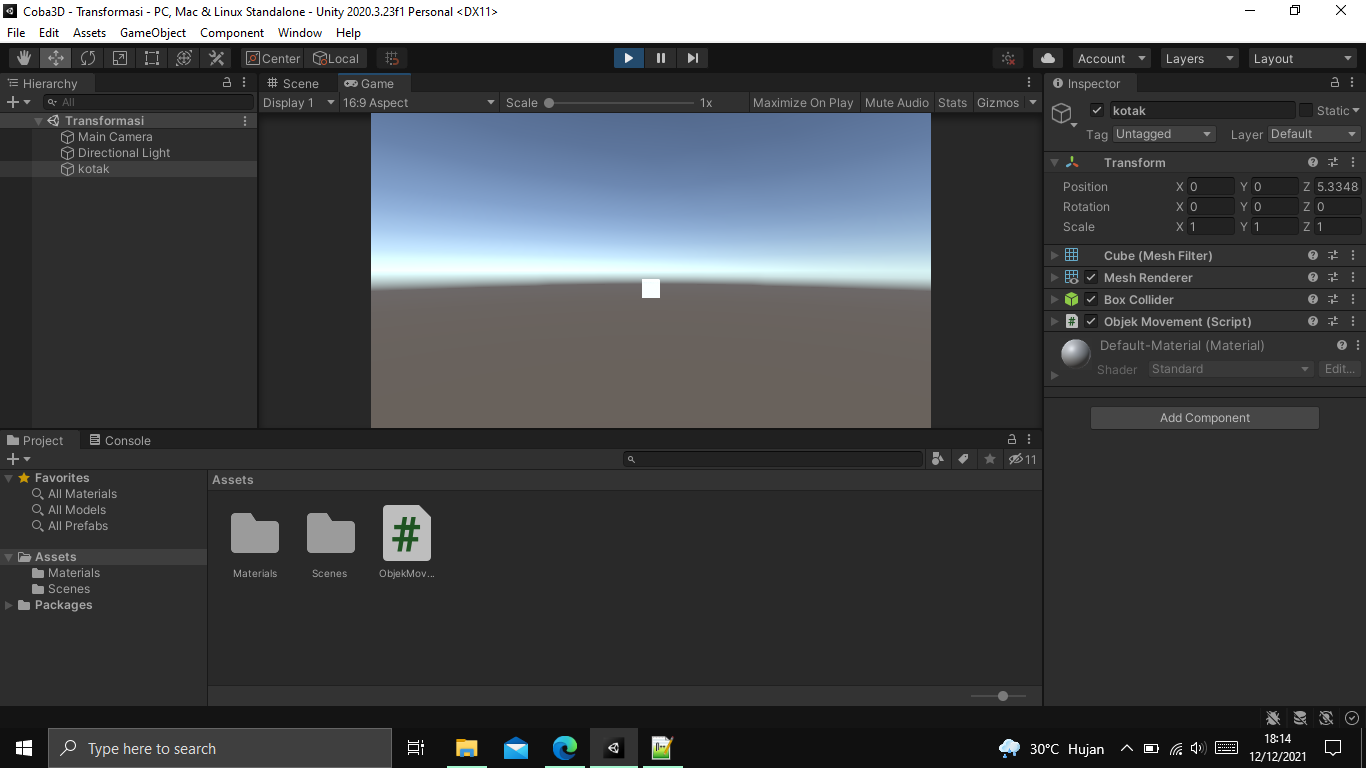 Coba3D - Transformasi - PC, Mac & Linux Standalone - Unity 2020.3.23f1 Personal <DX11>
File Edit Assets GameObject Component Window Help
Center Local Account Layers Layout
Hierarchy
All
Transformasi
Main Camera
Directional Light
kotak
Scene Game
Display 1 16:9 Aspect Scale 1x Maximize On Play Mute Audio Stats Gizmos
Inspector
kotak Static
Tag Untagged Layer Default
Transform
Position X 0 Y 0 Z 5.3348
Rotation X 0 Y 0 Z 0
Scale X 1 Y 1 Z 1
Cube (Mesh Filter)
Mesh Renderer
Box Collider
# Objek Movement (Script)
Default-Material (Material)
Shader Standard Edit...
Add Component
Project Console
11
Favorites
All Materials
All Models
All Prefabs
Assets
Materials
Scenes
Packages
Assets
#
Materials Scenes ObjekMov...
Type here to search
30°C Hujan
18:14
12/12/2021